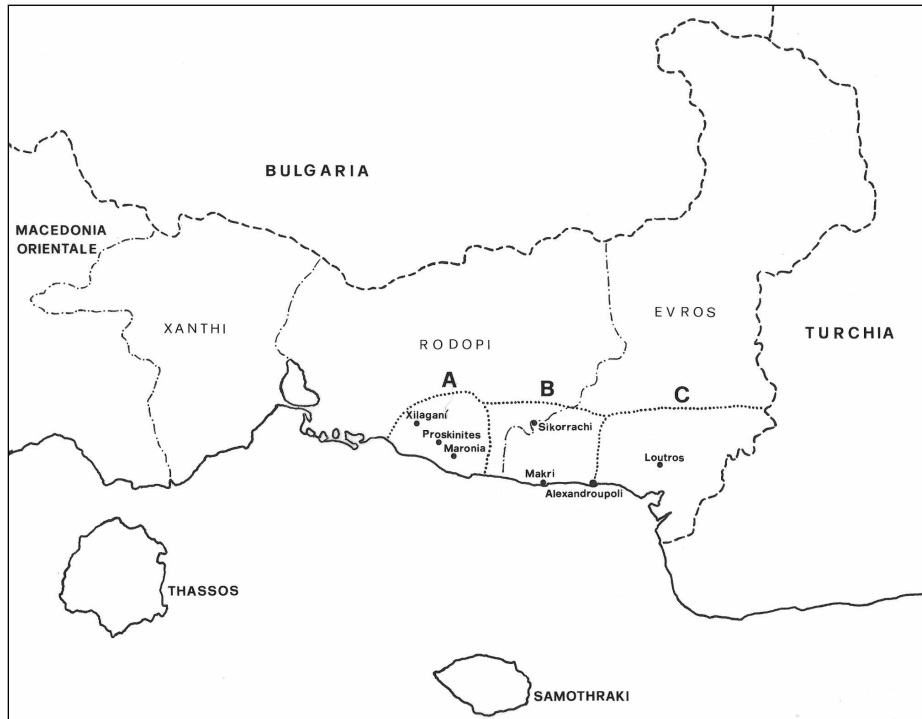 BULGARIA
MACEDONIA
ORIENTALE
XANTHI
EVROS
TURCHIA
RODOPI
A
B
C
Xilagani
Proskinites
Maronia
Sikorrachi
Loutros
Makri
Alexandroupoli
THASSOS
SAMOTHRAKI